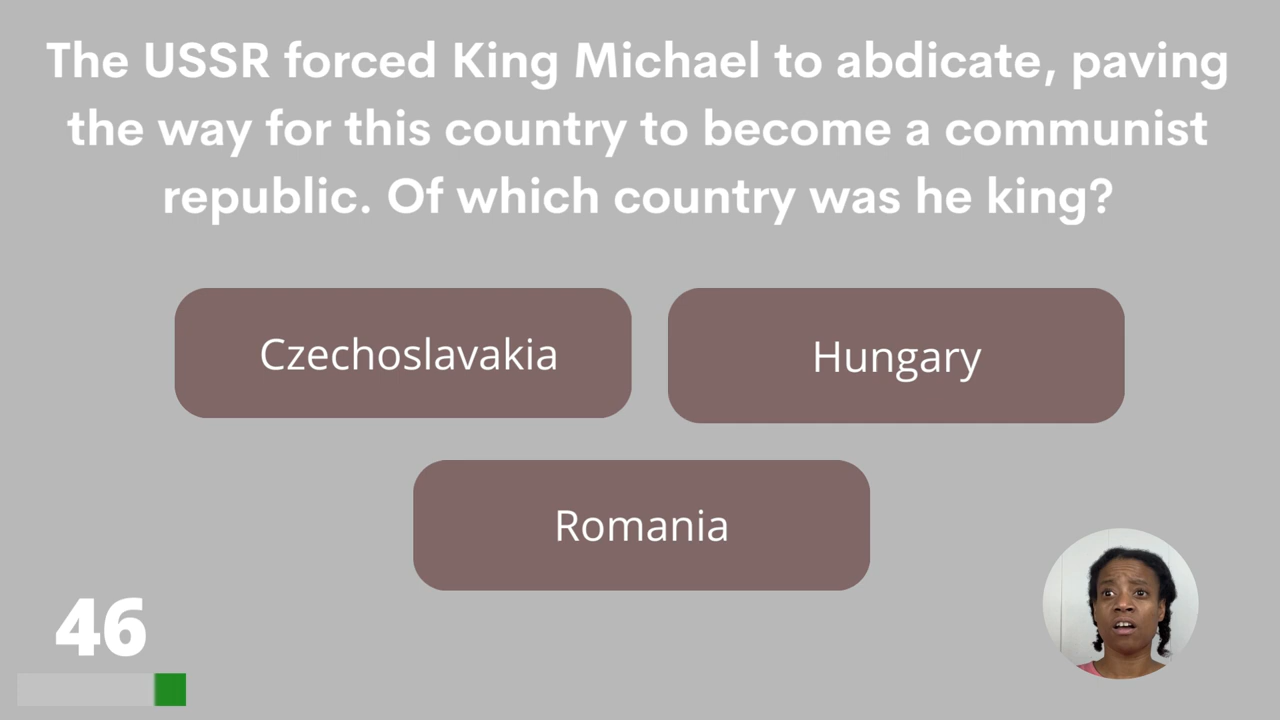 The USSR forced King Michael to abdicate, paving
the way for this country to become a communist
republic. Of which country was he king?
Czechoslavakia
Hungary
Romania
46